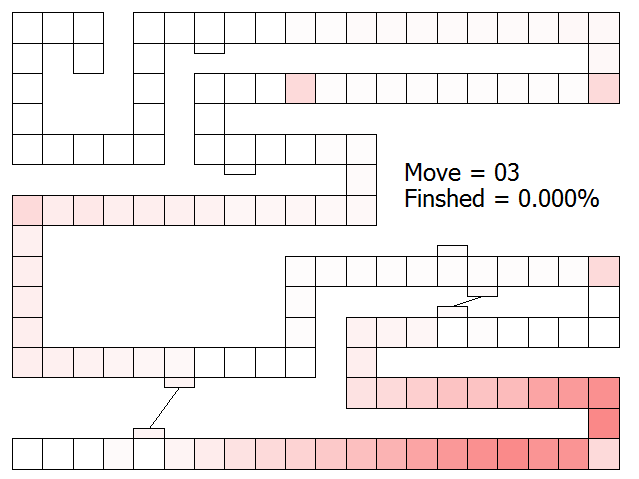 Move = 03
Finshed = 0.000%